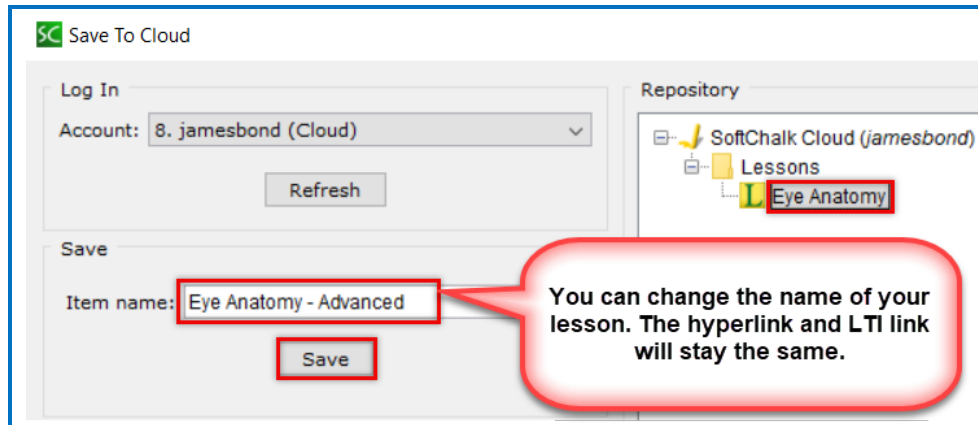 SC Save To Cloud
Log In
Account: 8. jamesbond (Cloud)
Refresh
Save
Item name: Eye Anatomy - Advanced
Save
Repository
SoftChalk Cloud (jamesbond)
Lessons
L Eye Anatomy
You can change the name of your
lesson. The hyperlink and LTI link
will stay the same.